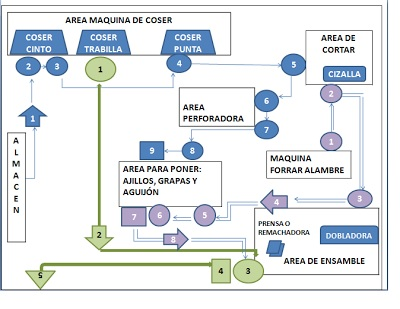 AREA MAQUINA DE COSER
COSER
CINTO
COSER
TRABILLA
COSER
PUNTA
AREA DE
CORTAR
CIZALLA
2
3
1
4
5
2
1
6
7
AREA
PERFORADORA
1
MAQUINA
FORRAR ALAMBRE
ALMACEN
9
8
AREA PARA PONER:
AJILLOS, GRAPAS Y
AGUIJÓN
7
6
5
4
3
8
2
PRENSA O
REMACHADORA
DOBLADORA
AREA DE ENSAMBLE
4
3
5